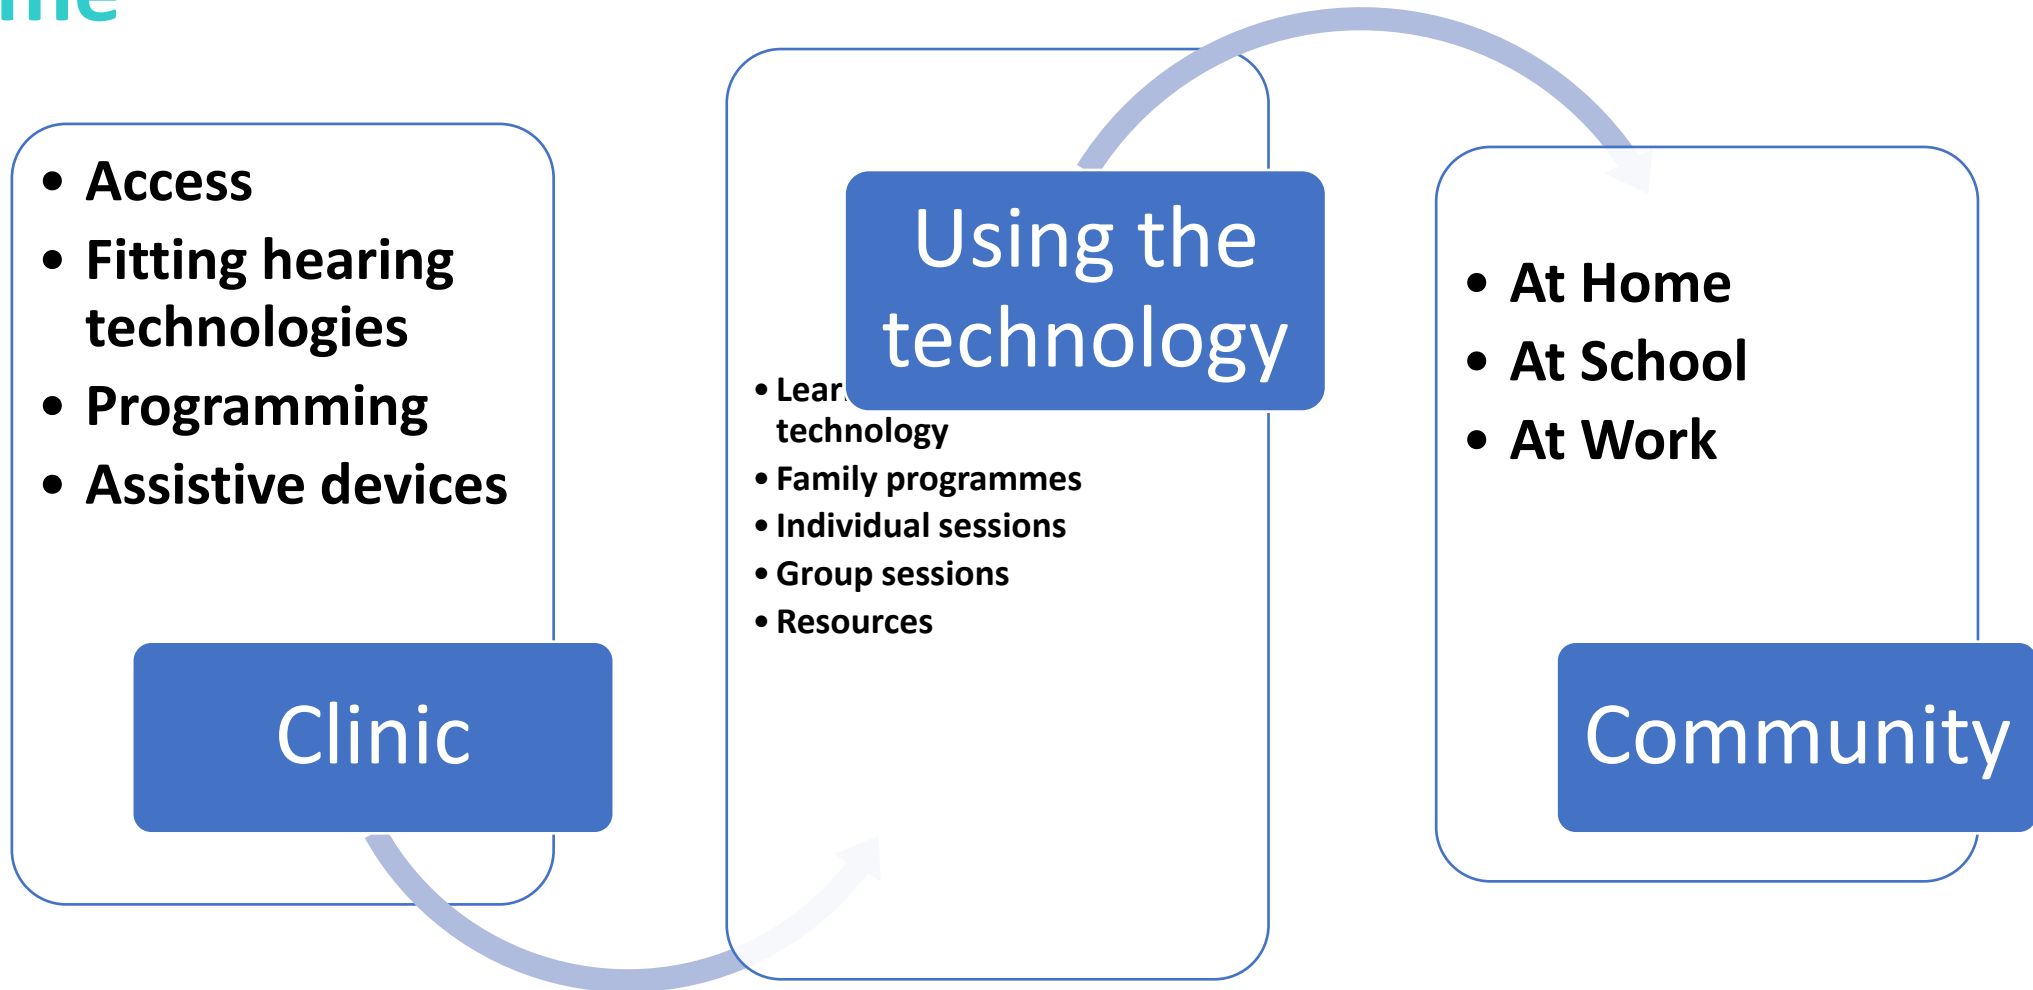 • Access
• Fitting hearing
technologies
• Programming
• Assistive devices
Clinic
Using the
technology
technology
• Family programmes
• Individual sessions
• Group sessions
• Resources
• At Home
• At School
• At Work
Community